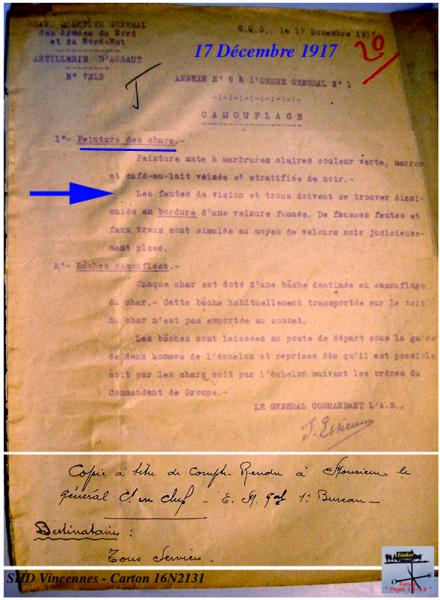 GRAND QUARTIER GENERAL
des Armées du Nord
et du Nord-Est
ANTILLERIE D'ASSAUT
N° 7313
G.Q.G., le 17 Décembre 191
20
17 Décembre 1917
ANNEXE N° 9 à L'ORDRE GENERAL N° 1
CAMOUFLAGE
1°- Peinture des chars.-
Peinture mate à marbrures claires couleur verte, marron
et café-au-lait veinée et stratifiée de noir.-
Les fentes de vision et trous doivent se trouver dissi-
mulés en bordure d'une veinure foncée. De fausses fentes et
faux trous sont simulés au moyen de velours noir judicieuse-
ment placé.
2°- Bâches camouflées.-
Chaque char est doté d'une bâche destinée au camouflage
du char.- Cette bâche habituellement transportée sur le toit
du char n'est pas emportée au combat.
Les bâches sont laissées au poste de départ sous la garde
de deux hommes de l'échelon et reprises dès qu'il est possible
soit par les chars soit par l'échelon suivant les ordres du
Commandant de Groupe.-
LE GENERAL COMMANDANT L'A.S.,
J. Estienne
Copie à titre de Compte-Rendu à Monsieur le
général Ct en chef - E. M. Gal 1er Bureau -
Destinataires :
Tous Services.
SHD Vincennes - Carton 16N2131
Tanker
Forum